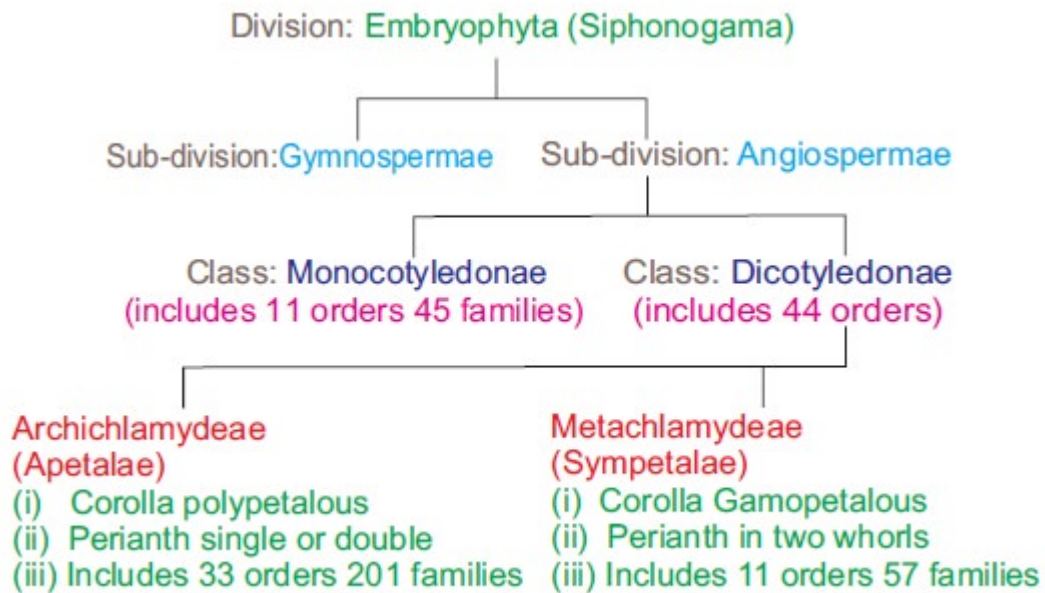 Division: Embryophyta (Siphonogama)
Sub-division:Gymnospermae
Sub-division: Angiospermae
Class: Monocotyledonae
(includes 11 orders 45 families)
Class: Dicotyledonae
(includes 44 orders)
Archichlamydeae
(Apetalae)
(i) Corolla polypetalous
(ii) Perianth single or double
(iii) Includes 33 orders 201 families
Metachlamydeae
(Sympetalae)
(i) Corolla Gamopetalous
(ii) Perianth in two whorls
(iii) Includes 11 orders 57 families